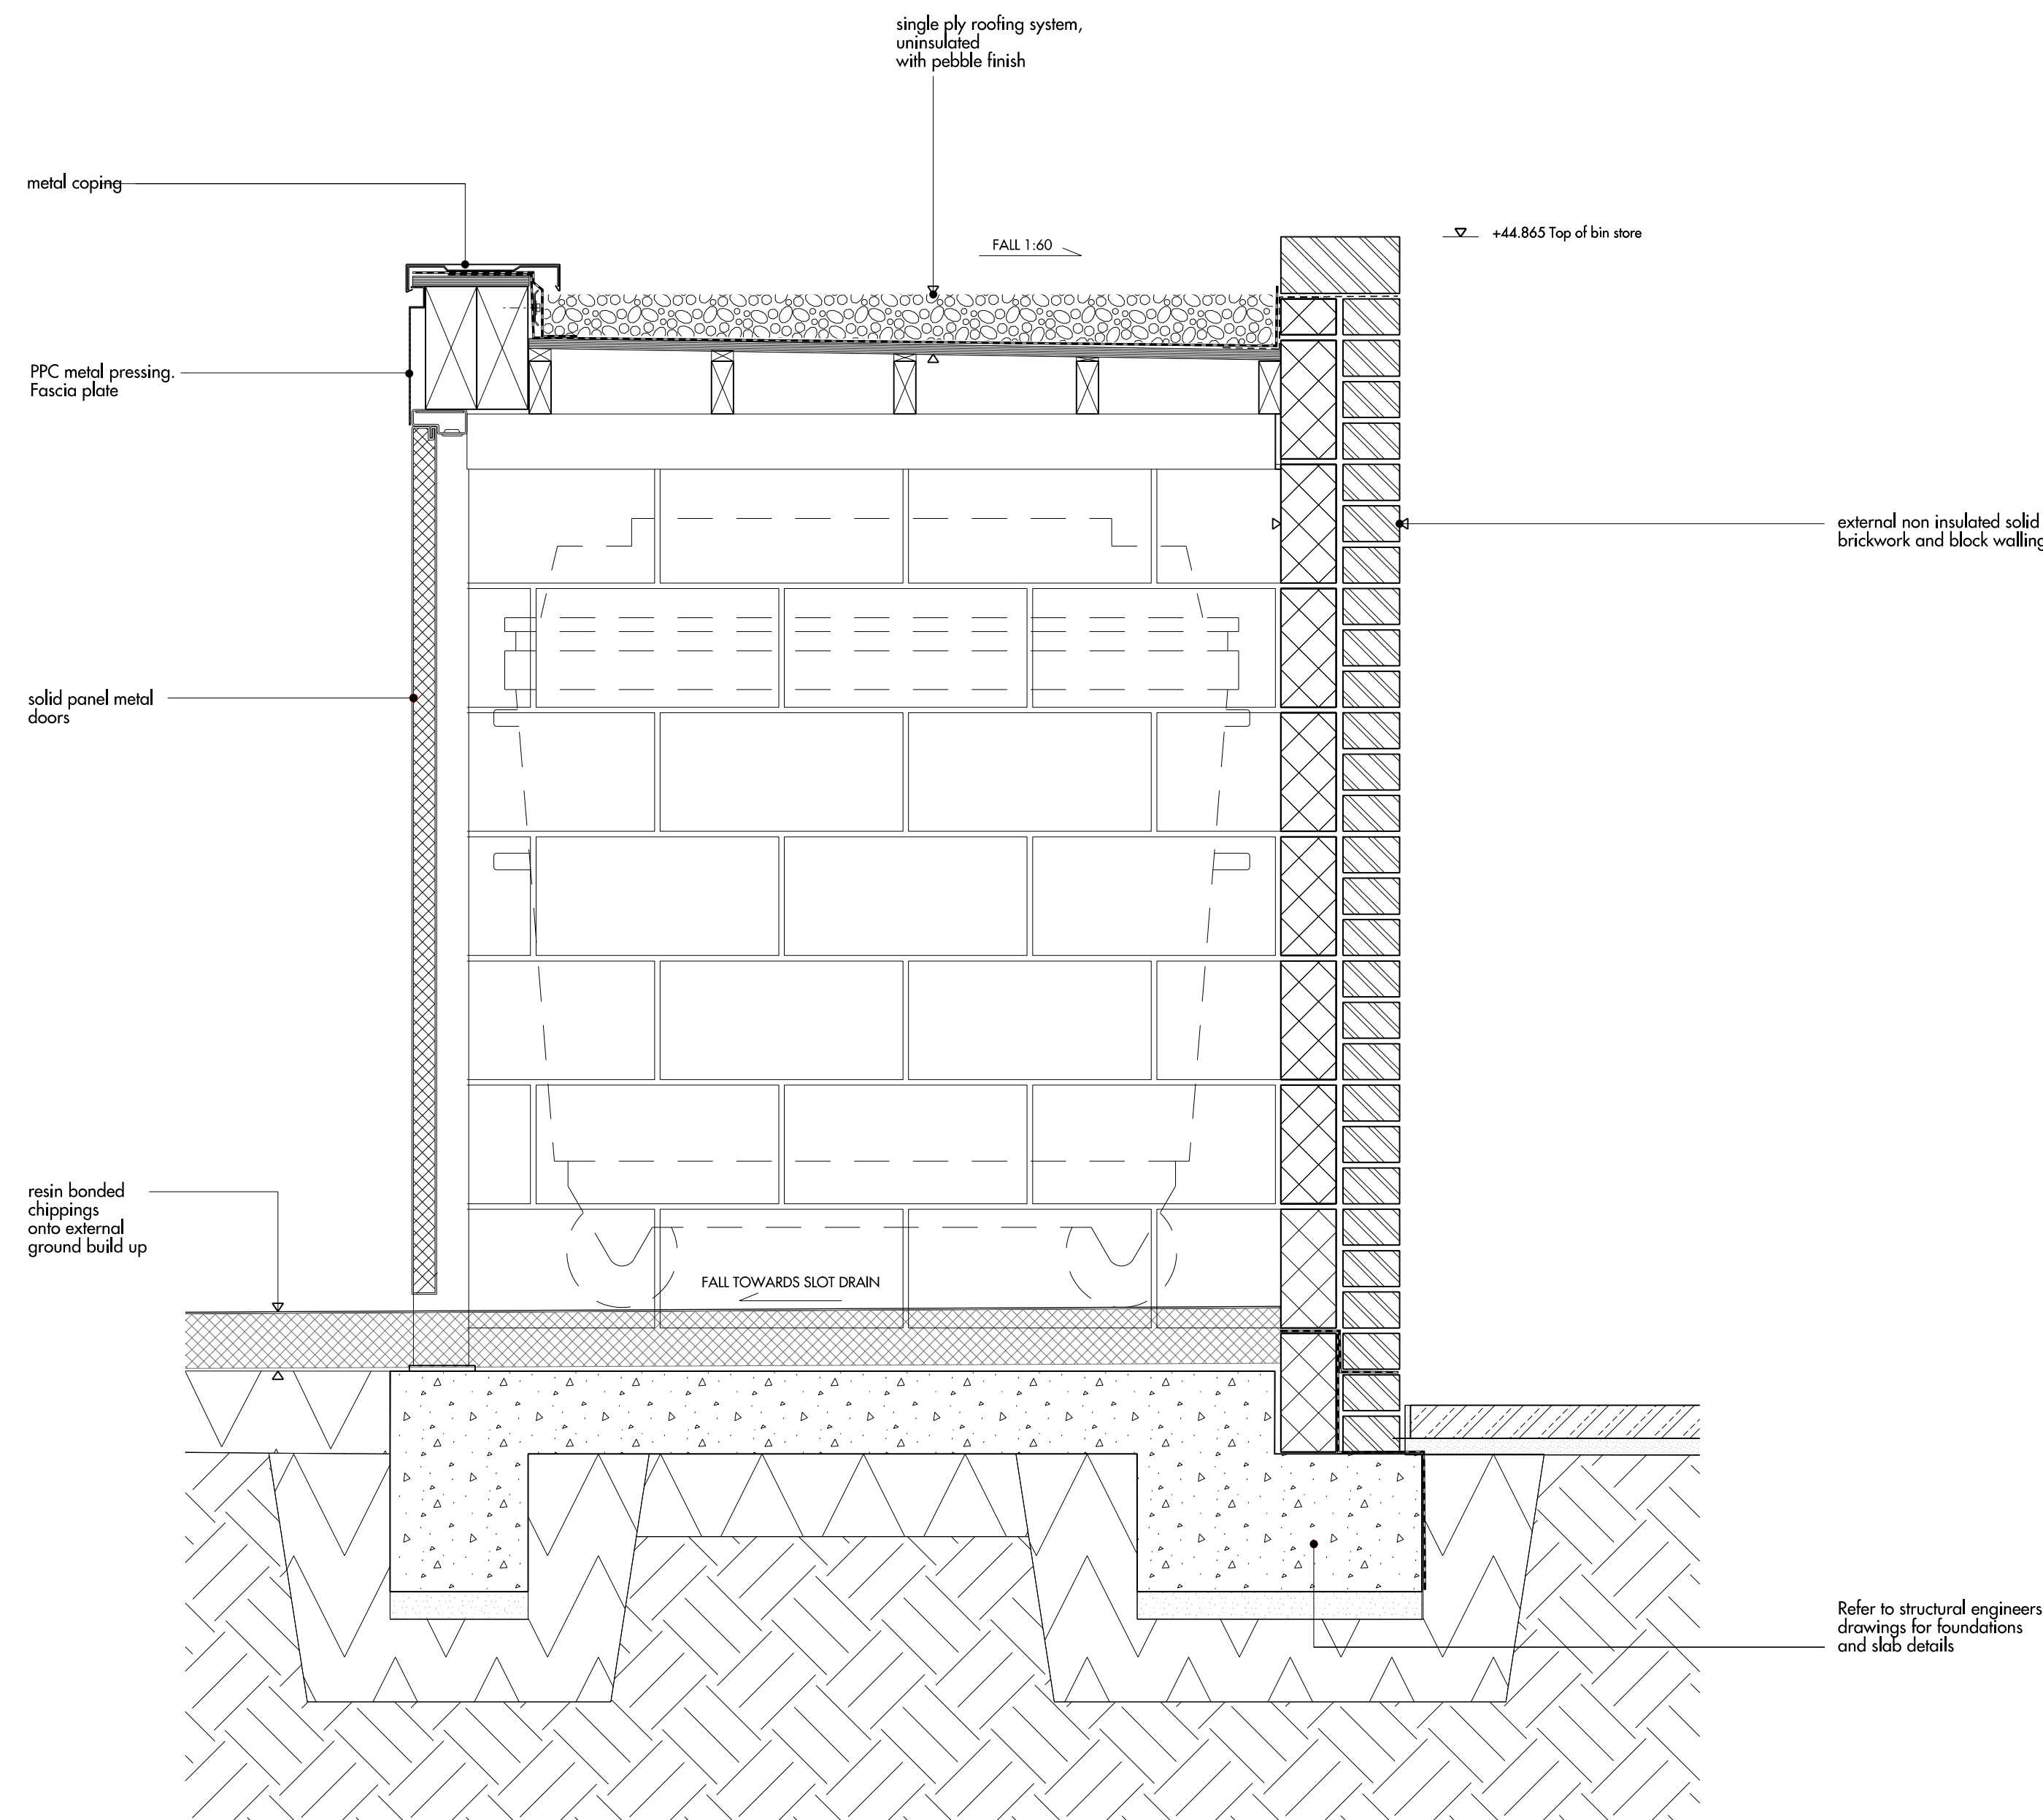 single ply roofing system,
uninsulated
with pebble finish
metal coping
+44.865 Top of bin store
FALL 1:60
PPC metal pressing.
Fascia plate
external non insulated solid
brickwork and block walling
solid panel metal
doors
resin bonded
chippings
onto external
ground build up
FALL TOWARDS SLOT DRAIN
Refer to structural engineers
drawings for foundations
and slab details